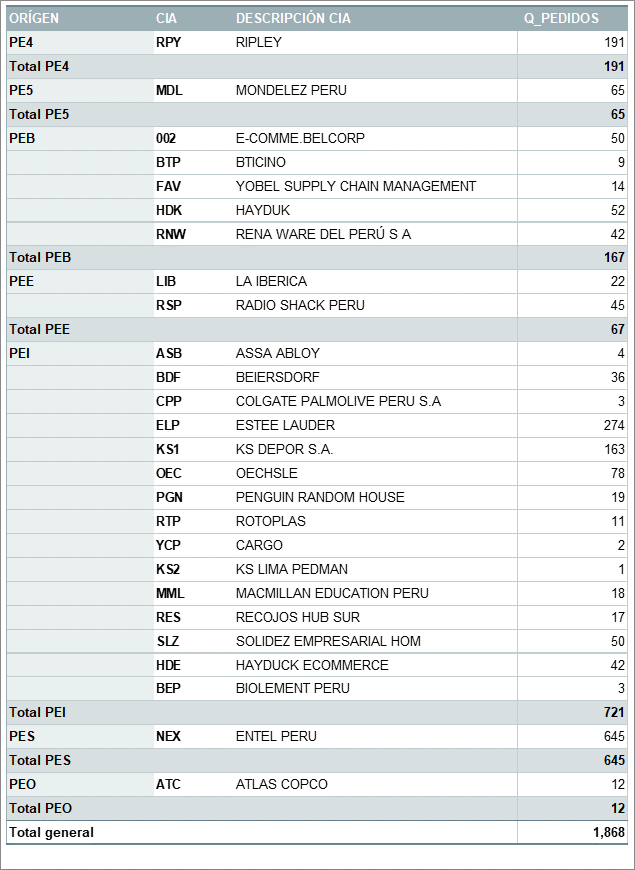 ORÍGEN CIA DESCRIPCIÓN CIA Q_PEDIDOS
PE4 RPY RIPLEY 191
Total PE4 191
PE5 MDL MONDELEZ PERU 65
Total PE5 65
PEB 002 E-COMME.BELCORP 50
BTP BTICINO 9
FAV YOBEL SUPPLY CHAIN MANAGEMENT 14
HDK HAYDUK 52
RNW RENA WARE DEL PERÚ S A 42
Total PEB 167
PEE LIB LA IBERICA 22
RSP RADIO SHACK PERU 45
Total PEE 67
PEI ASB ASSA ABLOY 4
BDF BEIERSDORF 36
CPP COLGATE PALMOLIVE PERU S.A 3
ELP ESTEE LAUDER 274
KS1 KS DEPOR S.A. 163
OEC OECHSLE 78
PGN PENGUIN RANDOM HOUSE 19
RTP ROTOPLAS 11
YCP CARGO 2
KS2 KS LIMA PEDMAN 1
MML MACMILLAN EDUCATION PERU 18
RES RECOJOS HUB SUR 17
SLZ SOLIDEZ EMPRESARIAL HOM 50
HDE HAYDUCK ECOMMERCE 42
BEP BIOLEMENT PERU 3
Total PEI 721
PES NEX ENTEL PERU 645
Total PES 645
PEO ATC ATLAS COPCO 12
Total PEO 12
Total general 1,868